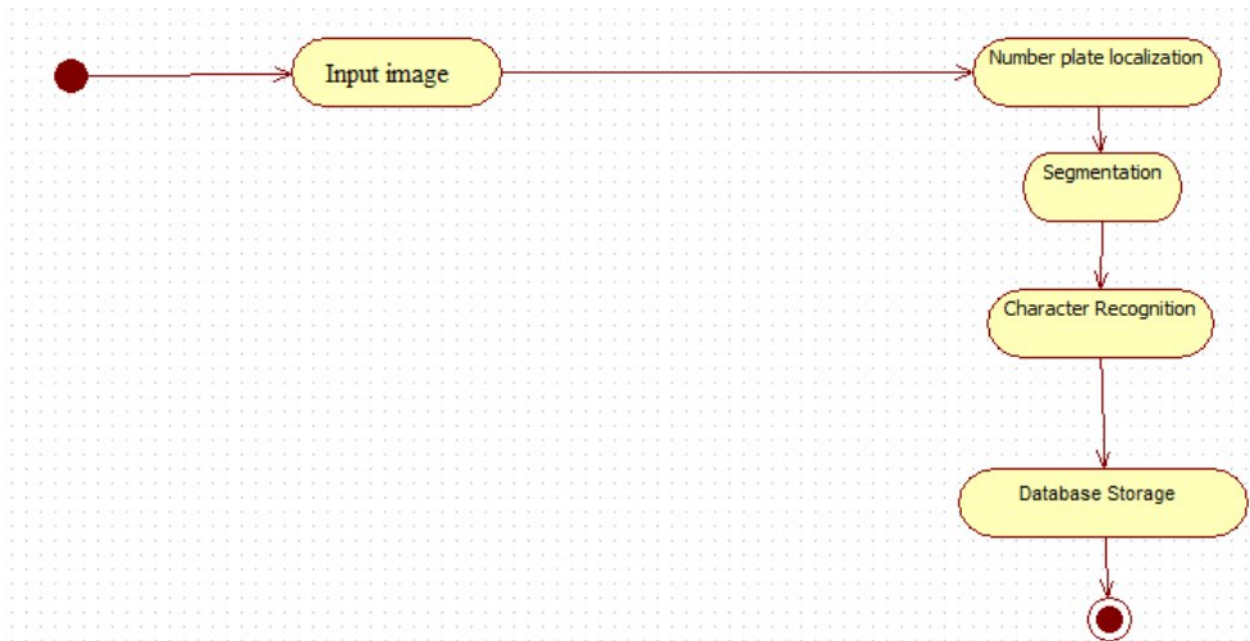 Input image
Number plate localization
Segmentation
Character Recognition
Database Storage